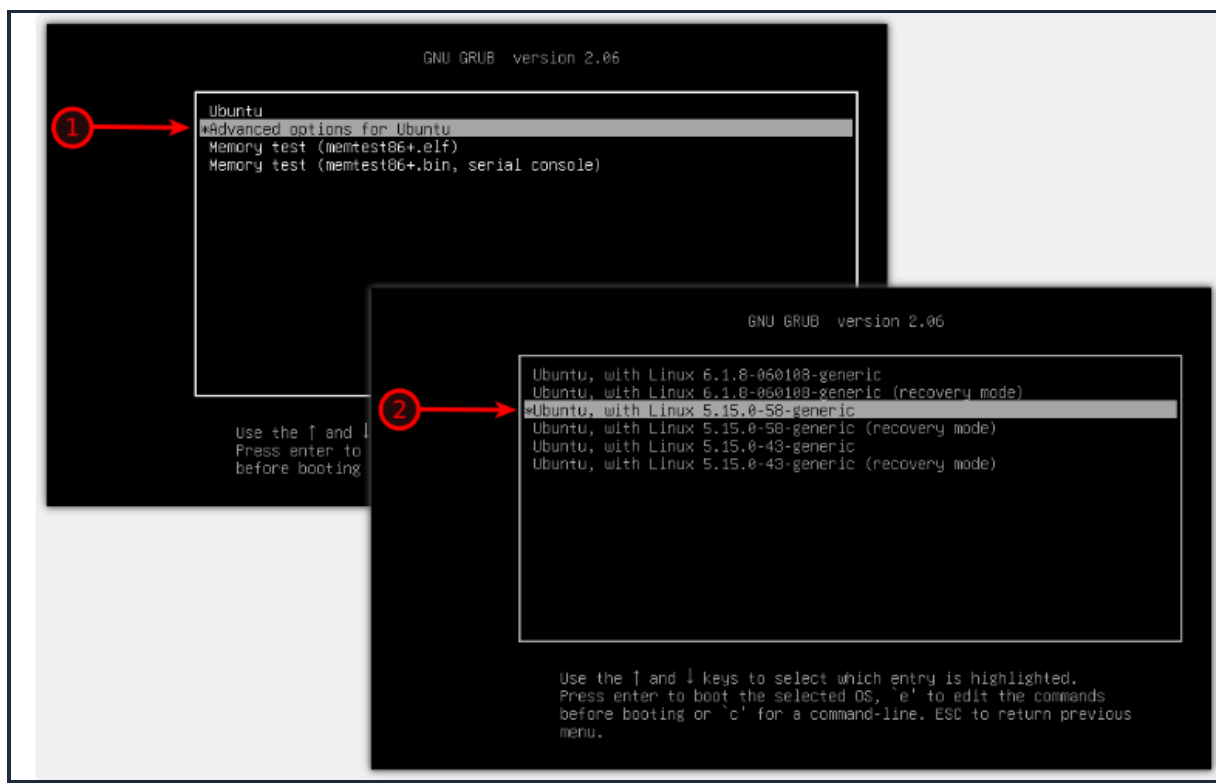 GNU GRUB version 2.06
1
Ubuntu
*Advanced options for Ubuntu
Memory test (memtest86+.elf)
Memory test (memtest86+.bin, serial console)
Use the ↑ and ↓
Press enter to
before booting
GNU GRUB version 2.06
2
Ubuntu, with Linux 6.1.8-060108-generic
Ubuntu, with Linux 6.1.8-060108-generic (recovery mode)
*Ubuntu, with Linux 5.15.0-58-generic
Ubuntu, with Linux 5.15.0-58-generic (recovery mode)
Ubuntu, with Linux 5.15.0-43-generic
Ubuntu, with Linux 5.15.0-43-generic (recovery mode)
Use the ↑ and ↓ keys to select which entry is highlighted.
Press enter to boot the selected OS, `e' to edit the commands
before booting or `c' for a command-line. ESC to return previous
menu.